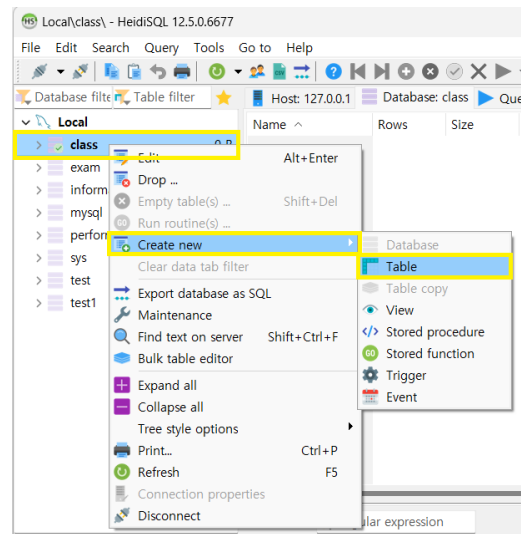 Local\class\ - HeidiSQL 12.5.0.6677
File Edit Search Query Tools Go to Help
Database filte Table filter Host: 127.0.0.1 Database: class Que
Local
Name Rows Size
class 0 B
Edit Alt+Enter
exam
Drop ...
inform
Empty table(s) ... Shift+Del
mysql
Run routine(s) ...
perfor
Create new
Database
sys
Clear data tab filter
Table
test
Export database as SQL
Table copy
test1
Maintenance
View
Find text on server Shift+Ctrl+F
Stored procedure
Bulk table editor
Stored function
Expand all
Trigger
Collapse all
Event
Tree style options
Print... Ctrl+P
Refresh F5
Connection properties
Disconnect
ular expression